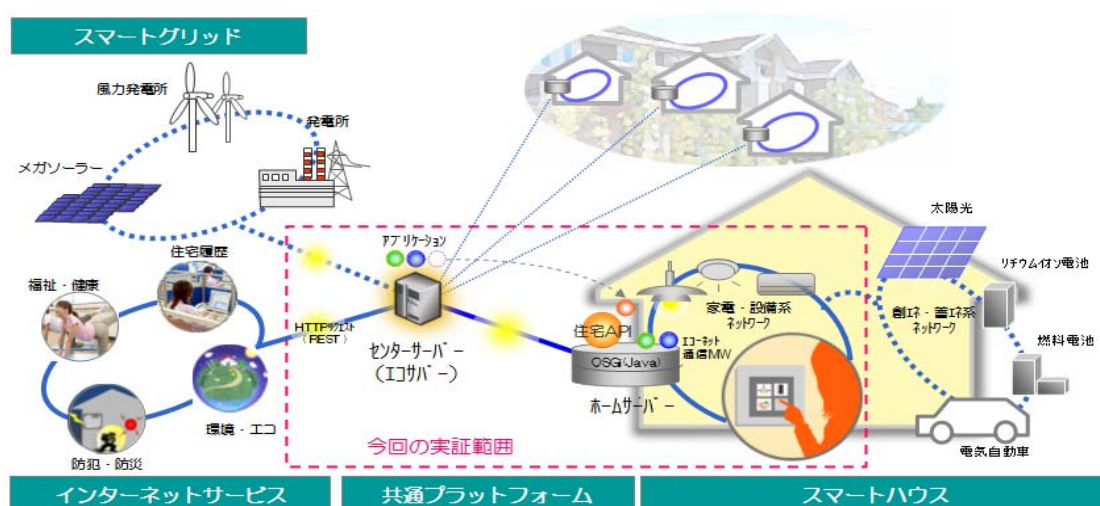 スマートグリッド
風力発電所
発電所
メガソーラー
太陽光
アプリケーション
住宅履歴
リチウムイオン電池
福祉・健康
家電・設備系
ネットワーク
創エネ・蓄エネ系
ネットワーク
HTTPリクエスト
(REST)
住宅API
エコーネット
通信MW
センターサーバー
(エコサバー)
OSGi(Java)
燃料電池
ホームサーバー
環境・エコ
今回の実証範囲
電気自動車
防犯・防災
インターネットサービス
共通プラットフォーム
スマートハウス